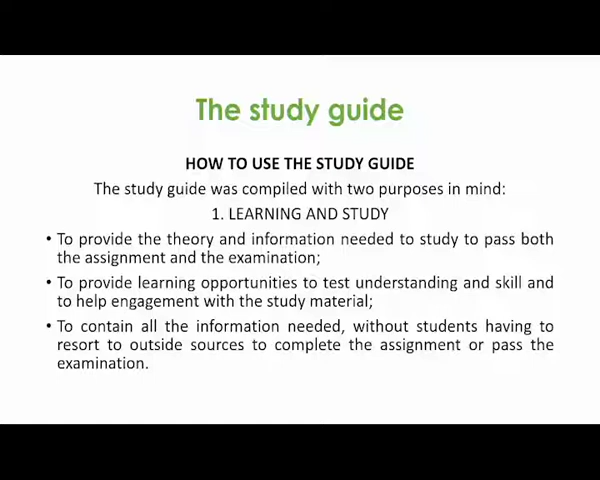 The study guide
HOW TO USE THE STUDY GUIDE
The study guide was compiled with two purposes in mind:
1. LEARNING AND STUDY
• To provide the theory and information needed to study to pass both
the assignment and the examination;
• To provide learning opportunities to test understanding and skill and
to help engagement with the study material;
• To contain all the information needed, without students having to
resort to outside sources to complete the assignment or pass the
examination.